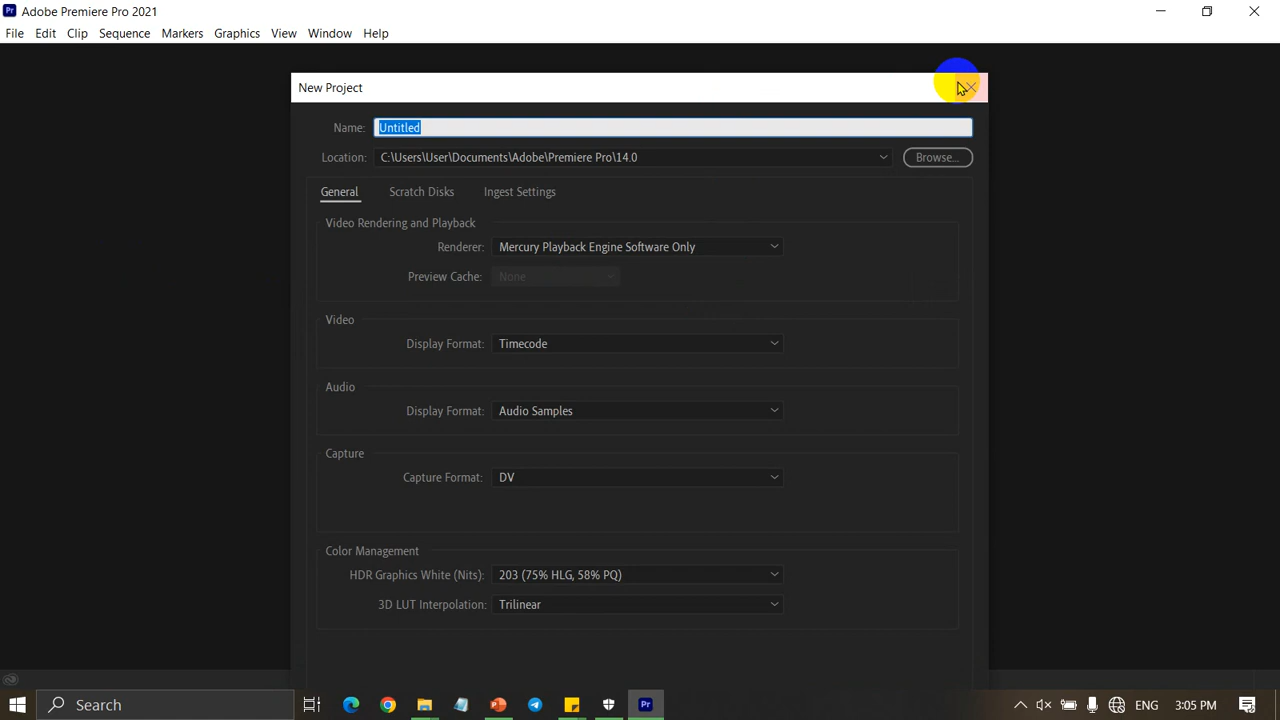 Pr Adobe Premiere Pro 2021
File Edit Clip Sequence Markers Graphics View Window Help
New Project
Name: Untitled
Location: C:\Users\User\Documents\Adobe\Premiere Pro\14.0 Browse...
General Scratch Disks Ingest Settings
Video Rendering and Playback
Renderer: Mercury Playback Engine Software Only
Preview Cache: None
Video
Display Format: Timecode
Audio
Display Format: Audio Samples
Capture
Capture Format: DV
Color Management
HDR Graphics White (Nits): 203 (75% HLG, 58% PQ)
3D LUT Interpolation: Trilinear
Search Pr ENG 3:05 PM